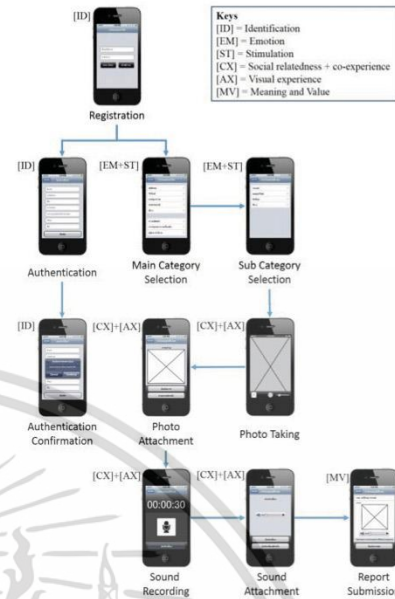 [ID]
Keys
[ID] = Identification
[EM] = Emotion
[ST] = Stimulation
[CX] = Social relatedness + co-experience
[AX] = Visual experience
[MV] = Meaning and Value
Registration
[ID]
[EM+ST]
[EM+ST]
Authentication
Main Category
Selection
Sub Category
Selection
[ID]
[CX]+[AX]
[CX]+[AX]
Authentication
Confirmation
Photo
Attachment
Photo Taking
[CX]+[AX]
[CX]+[AX]
[MV]
00:00:30
Sound
Recording
Sound
Attachment
Report
Submission